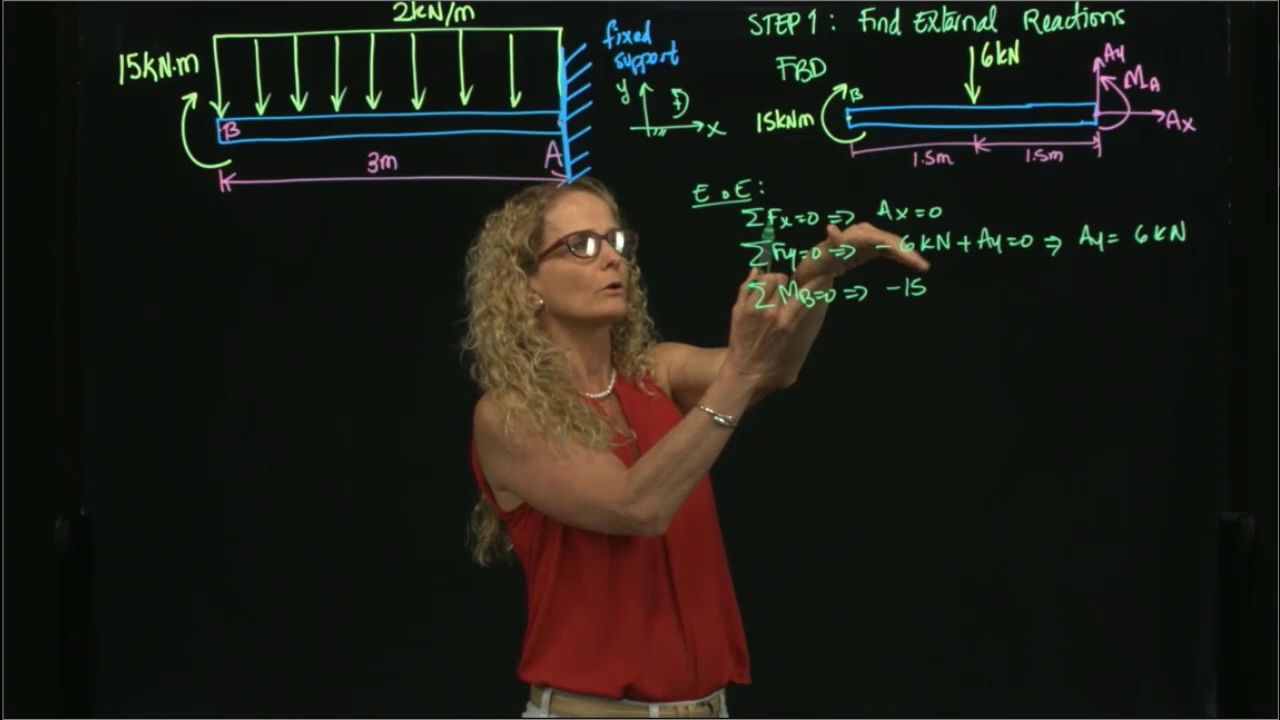 2kN/m
15kN·m
fixed
support
B
A
3m
y
x
+
STEP 1 : Find External Reactions
FBD
6kN
Ay
MA
B
15kNm
Ax
1.5m
1.5m
E.o.E:
ΣFx=0 => Ax=0
ΣFy=0 => -6kN+Ay=0 => Ay= 6kN
ΣMB=0 => -15